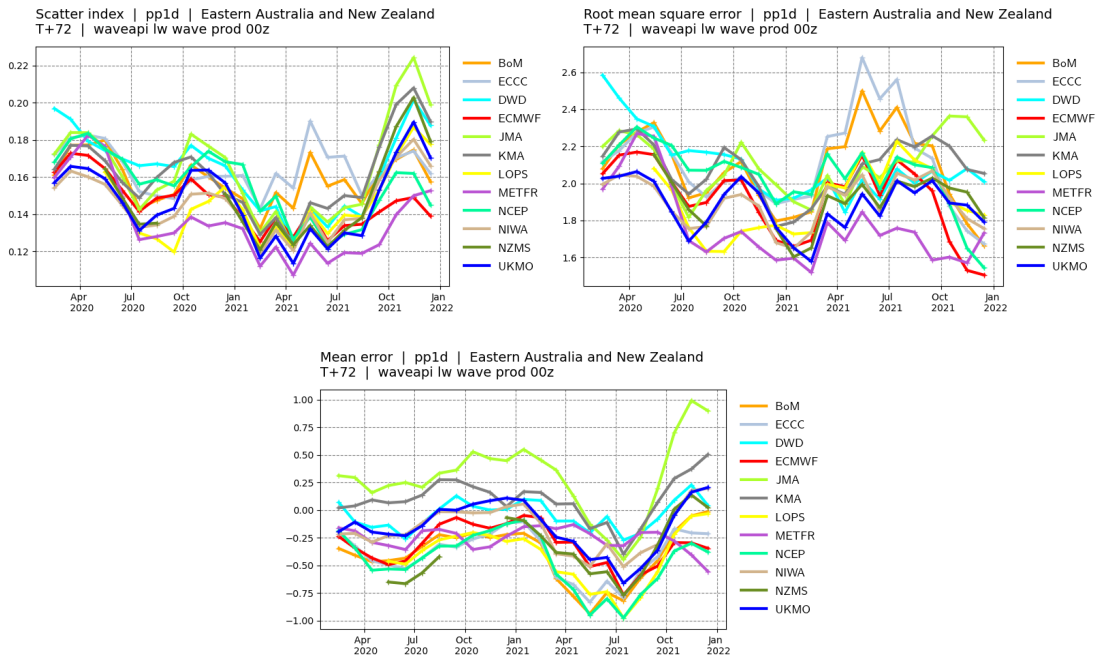 Scatter index | pp1d | Eastern Australia and New Zealand
T+72 | waveapi lw wave prod 00z
0.22
0.20
0.18
0.16
0.14
0.12
Apr 2020
Jul 2020
Oct 2020
Jan 2021
Apr 2021
Jul 2021
Oct 2021
Jan 2022
BoM
ECCC
DWD
ECMWF
JMA
KMA
LOPS
METFR
NCEP
NIWA
NZMS
UKMO
Root mean square error | pp1d | Eastern Australia and New Zealand
T+72 | waveapi lw wave prod 00z
2.6
2.4
2.2
2.0
1.8
1.6
Apr 2020
Jul 2020
Oct 2020
Jan 2021
Apr 2021
Jul 2021
Oct 2021
Jan 2022
BoM
ECCC
DWD
ECMWF
JMA
KMA
LOPS
METFR
NCEP
NIWA
NZMS
UKMO
Mean error | pp1d | Eastern Australia and New Zealand
T+72 | waveapi lw wave prod 00z
1.00
0.75
0.50
0.25
0.00
−0.25
−0.50
−0.75
−1.00
Apr 2020
Jul 2020
Oct 2020
Jan 2021
Apr 2021
Jul 2021
Oct 2021
Jan 2022
BoM
ECCC
DWD
ECMWF
JMA
KMA
LOPS
METFR
NCEP
NIWA
NZMS
UKMO